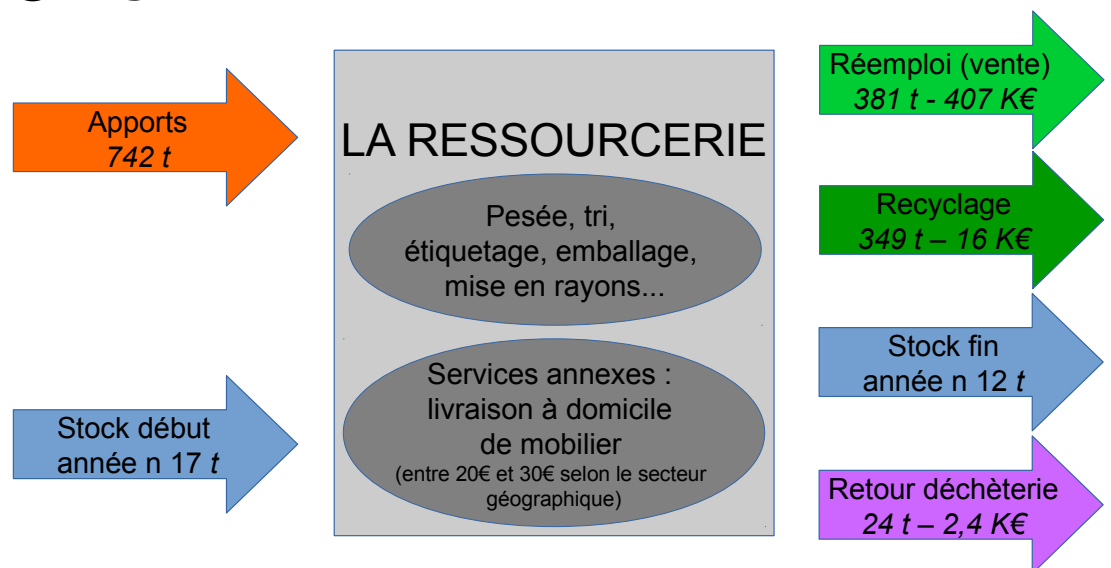 Apports
742 t
Stock début
année n 17 t
LA RESSOURCERIE
Pesée, tri,
étiquetage, emballage,
mise en rayons...
Services annexes :
livraison à domicile
de mobilier
(entre 20€ et 30€ selon le secteur
géographique)
Réemploi (vente)
381 t - 407 K€
Recyclage
349 t – 16 K€
Stock fin
année n 12 t
Retour déchèterie
24 t – 2,4 K€